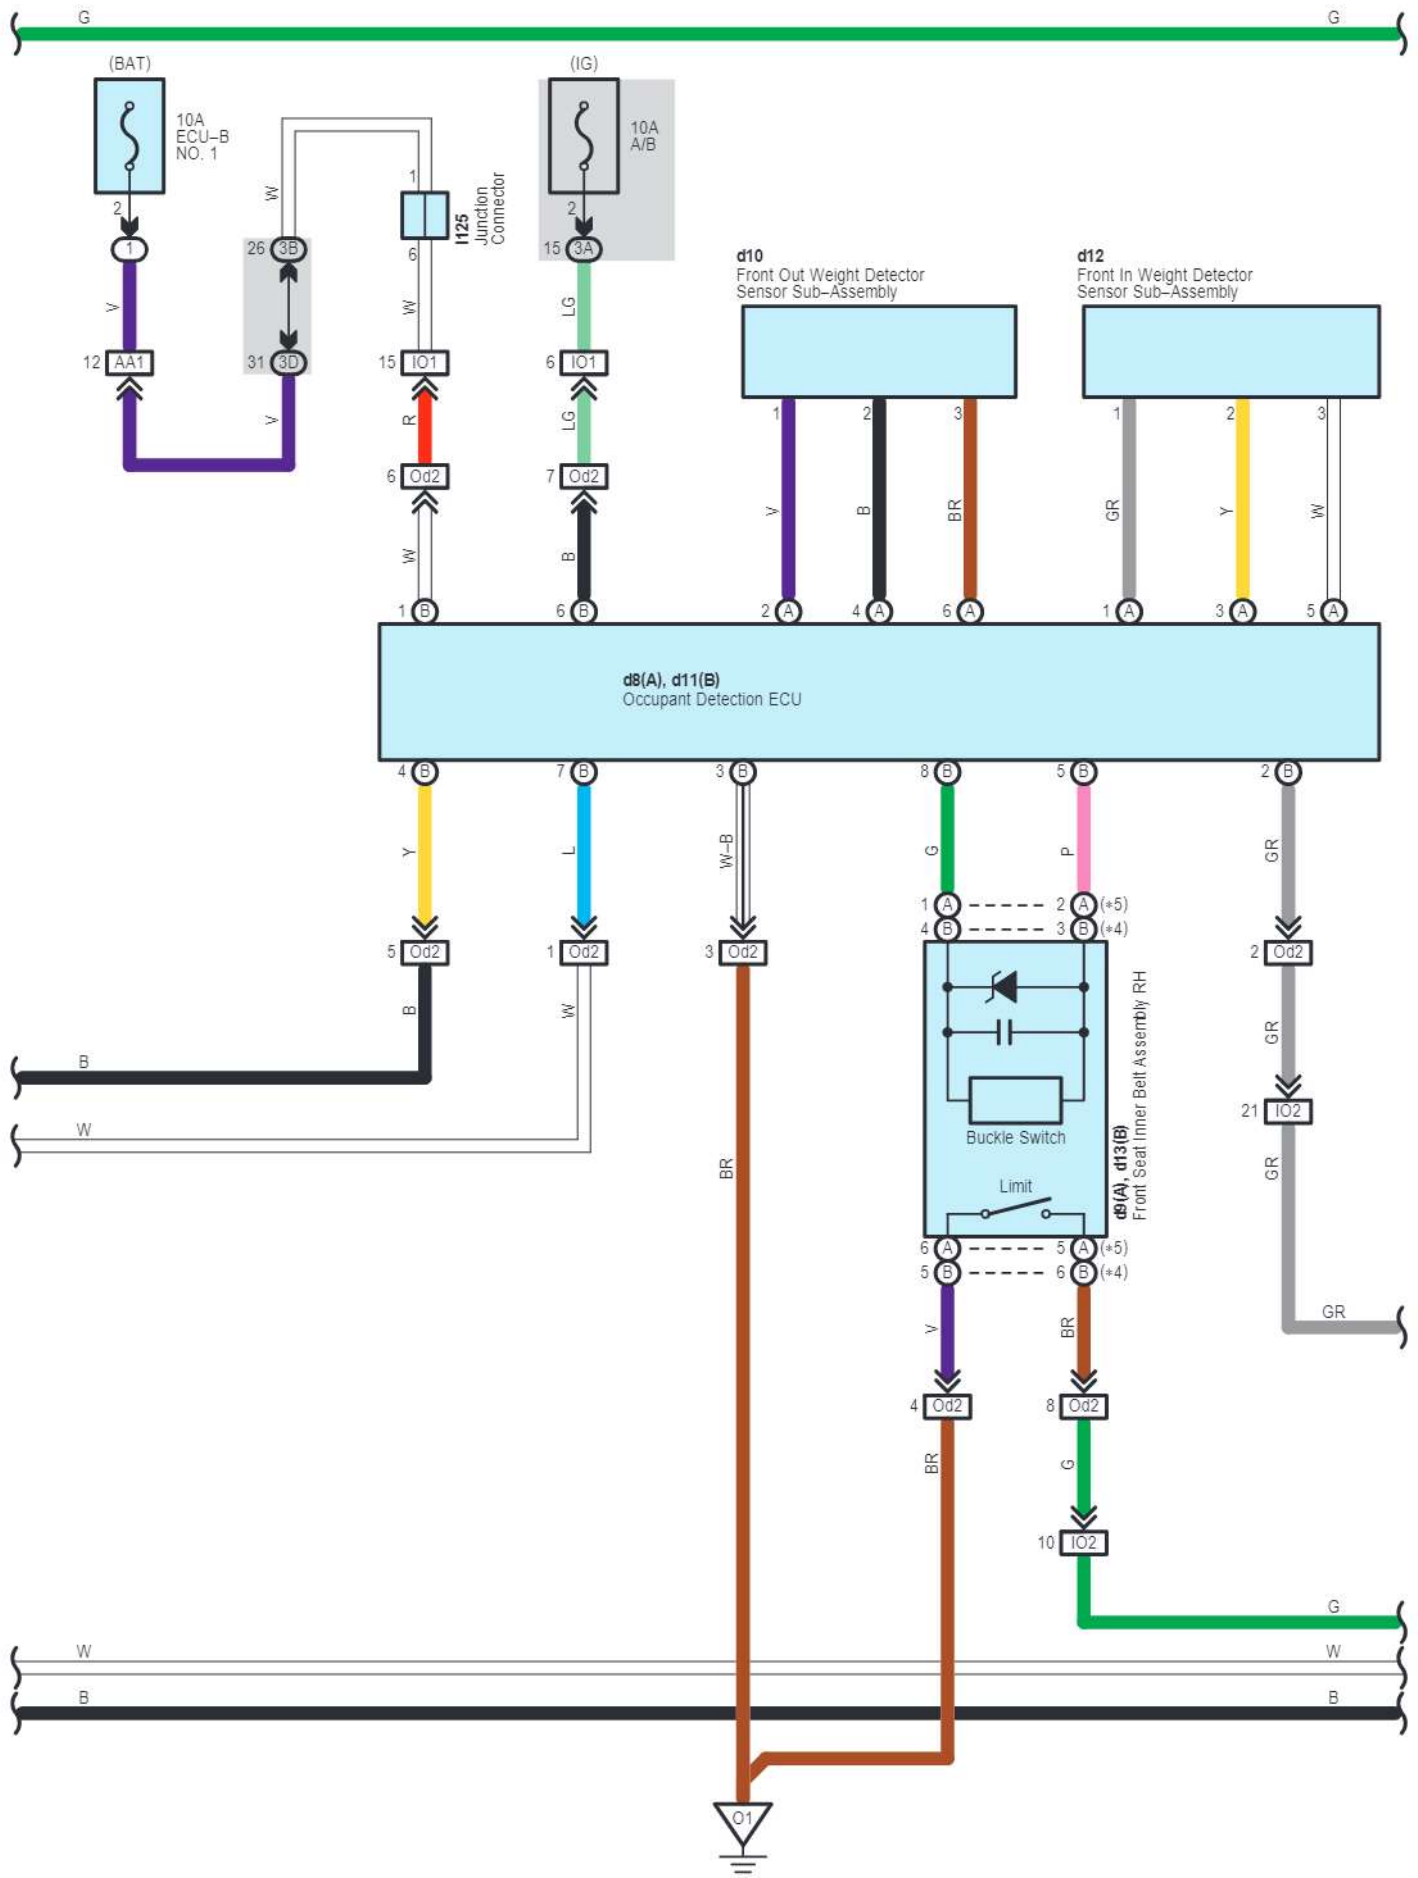 G G
(BAT) (IG)
10A
ECU–B
NO. 1
10A
A/B
W
1
I125
Junction
Connector
2
2
1
26 3B
6
15 3A
d10
Front Out Weight Detector
Sensor Sub–Assembly
d12
Front In Weight Detector
Sensor Sub–Assembly
V
W
LG
12 AA1
31 3D
15 IO1
6 IO1
V
R
LG
1 2 3
1 2 3
6 Od2
7 Od2
W
B
V
B
BR
GR
Y
W
1 B
6 B
2 A
4 A
6 A
1 A
3 A
5 A
d8(A), d11(B)
Occupant Detection ECU
4 B
7 B
3 B
8 B
5 B
2 B
Y
L
W–B
G
P
GR
1 A 2 A (*5)
4 B 3 B (*4)
5 Od2
1 Od2
3 Od2
2 Od2
B
W
GR
B
W
21 IO2
Buckle Switch
Limit
d9(A), d13(B)
Front Seat Inner Belt Assembly RH
BR
GR
6 A 5 A (*5)
5 B 6 B (*4)
V
BR
GR
4 Od2
8 Od2
BR
G
10 IO2
G
W W
B B
O1